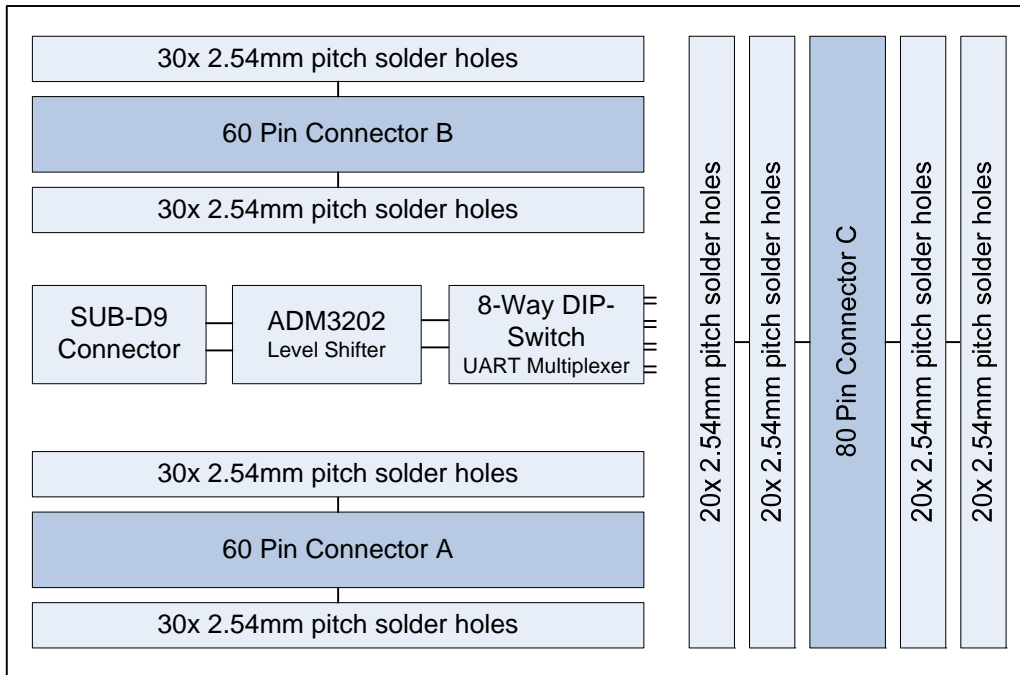 30x 2.54mm pitch solder holes
60 Pin Connector B
30x 2.54mm pitch solder holes
SUB-D9
Connector
ADM3202
Level Shifter
8-Way DIP-
Switch
UART Multiplexer
30x 2.54mm pitch solder holes
60 Pin Connector A
30x 2.54mm pitch solder holes
20x 2.54mm pitch solder holes
20x 2.54mm pitch solder holes
80 Pin Connector C
20x 2.54mm pitch solder holes
20x 2.54mm pitch solder holes